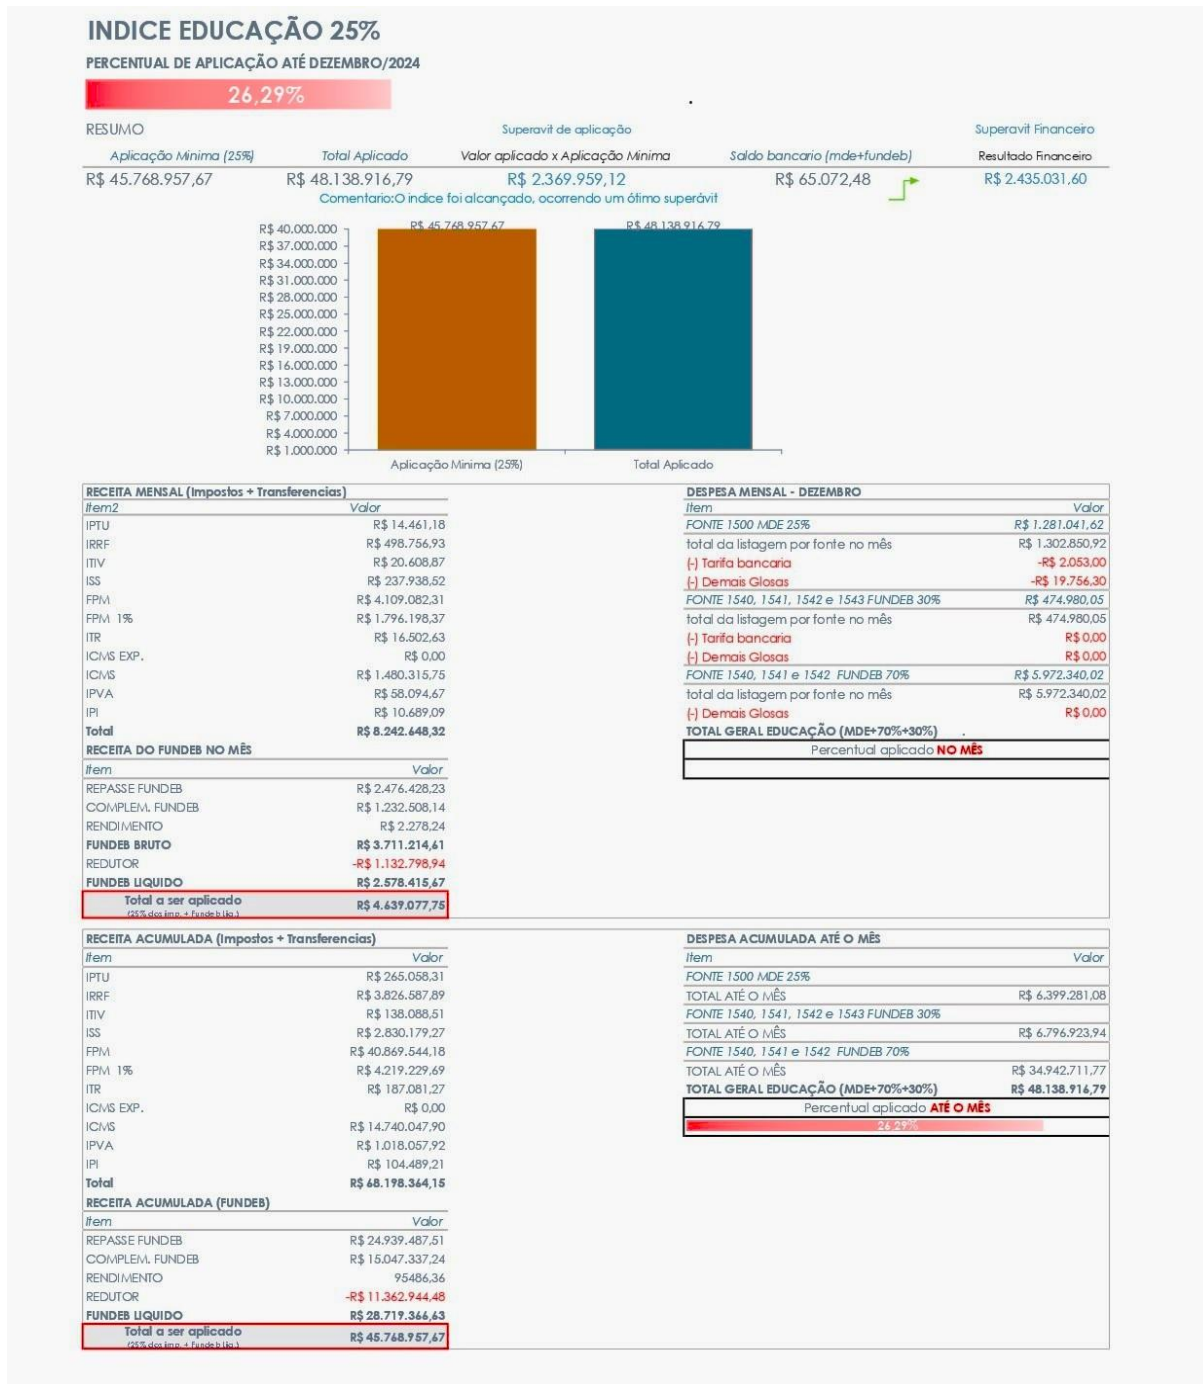 INDICE EDUCAÇÃO 25%
PERCENTUAL DE APLICAÇÃO ATÉ DEZEMBRO/2024
26,29%
RESUMO Superavit de aplicação Superavit Financeiro
Aplicação Minima (25%) Total Aplicado Valor aplicado x Aplicação Minima Saldo bancario (mde+fundeb) Resultado Financeiro
R$ 45.768.957,67 R$ 48.138.916,79 R$ 2.369.959,12 R$ 65.072,48 R$ 2.435.031,60
Comentario:O indice foi alcançado, ocorrendo um ótimo superávit
R$ 45.768.957,67 R$ 48.138.916,79
R$ 40.000.000
R$ 37.000.000
R$ 34.000.000
R$ 31.000.000
R$ 28.000.000
R$ 25.000.000
R$ 22.000.000
R$ 19.000.000
R$ 16.000.000
R$ 13.000.000
R$ 10.000.000
R$ 7.000.000
R$ 4.000.000
R$ 1.000.000
Aplicação Minima (25%) Total Aplicado
RECEITA MENSAL (Impostos + Transferencias)
Item2 Valor
IPTU R$ 14.461,18
IRRF R$ 498.756,93
ITIV R$ 20.608,87
ISS R$ 237.938,52
FPM R$ 4.109.082,31
FPM 1% R$ 1.796.198,37
ITR R$ 16.502,63
ICMS EXP. R$ 0,00
ICMS R$ 1.480.315,75
IPVA R$ 58.094,67
IPI R$ 10.689,09
Total R$ 8.242.648,32
RECEITA DO FUNDEB NO MÊS
Item Valor
REPASSE FUNDEB R$ 2.476.428,23
COMPLEM. FUNDEB R$ 1.232.508,14
RENDIMENTO R$ 2.278,24
FUNDEB BRUTO R$ 3.711.214,61
REDUTOR -R$ 1.132.798,94
FUNDEB LIQUIDO R$ 2.578.415,67
Total a ser aplicado R$ 4.639.077,75
(25% dos imp. + Fundeb liq.)
DESPESA MENSAL - DEZEMBRO
Item Valor
FONTE 1500 MDE 25% R$ 1.281.041,62
total da listagem por fonte no mês R$ 1.302.850,92
(-) Tarifa bancaria -R$ 2.053,00
(-) Demais Glosas -R$ 19.756,30
FONTE 1540, 1541, 1542 e 1543 FUNDEB 30% R$ 474.980,05
total da listagem por fonte no mês R$ 474.980,05
(-) Tarifa bancaria R$ 0,00
(-) Demais Glosas R$ 0,00
FONTE 1540, 1541 e 1542 FUNDEB 70% R$ 5.972.340,02
total da listagem por fonte no mês R$ 5.972.340,02
(-) Demais Glosas R$ 0,00
TOTAL GERAL EDUCAÇÃO (MDE+70%+30%) .
Percentual aplicado NO MÊS
RECEITA ACUMULADA (Impostos + Transferencias)
Item Valor
IPTU R$ 265.058,31
IRRF R$ 3.826.587,89
ITIV R$ 138.088,51
ISS R$ 2.830.179,27
FPM R$ 40.869.544,18
FPM 1% R$ 4.219.229,69
ITR R$ 187.081,27
ICMS EXP. R$ 0,00
ICMS R$ 14.740.047,90
IPVA R$ 1.018.057,92
IPI R$ 104.489,21
Total R$ 68.198.364,15
RECEITA ACUMULADA (FUNDEB)
Item Valor
REPASSE FUNDEB R$ 24.939.487,51
COMPLEM. FUNDEB R$ 15.047.337,24
RENDIMENTO 95486,36
REDUTOR -R$ 11.362.944,48
FUNDEB LIQUIDO R$ 28.719.366,63
Total a ser aplicado R$ 45.768.957,67
(25% dos imp. + Fundeb liq.)
DESPESA ACUMULADA ATÉ O MÊS
Item Valor
FONTE 1500 MDE 25%
TOTAL ATÉ O MÊS R$ 6.399.281,08
FONTE 1540, 1541, 1542 e 1543 FUNDEB 30%
TOTAL ATÉ O MÊS R$ 6.796.923,94
FONTE 1540, 1541 e 1542 FUNDEB 70%
TOTAL ATÉ O MÊS R$ 34.942.711,77
TOTAL GERAL EDUCAÇÃO (MDE+70%+30%) R$ 48.138.916,79
Percentual aplicado ATÉ O MÊS
26,29%